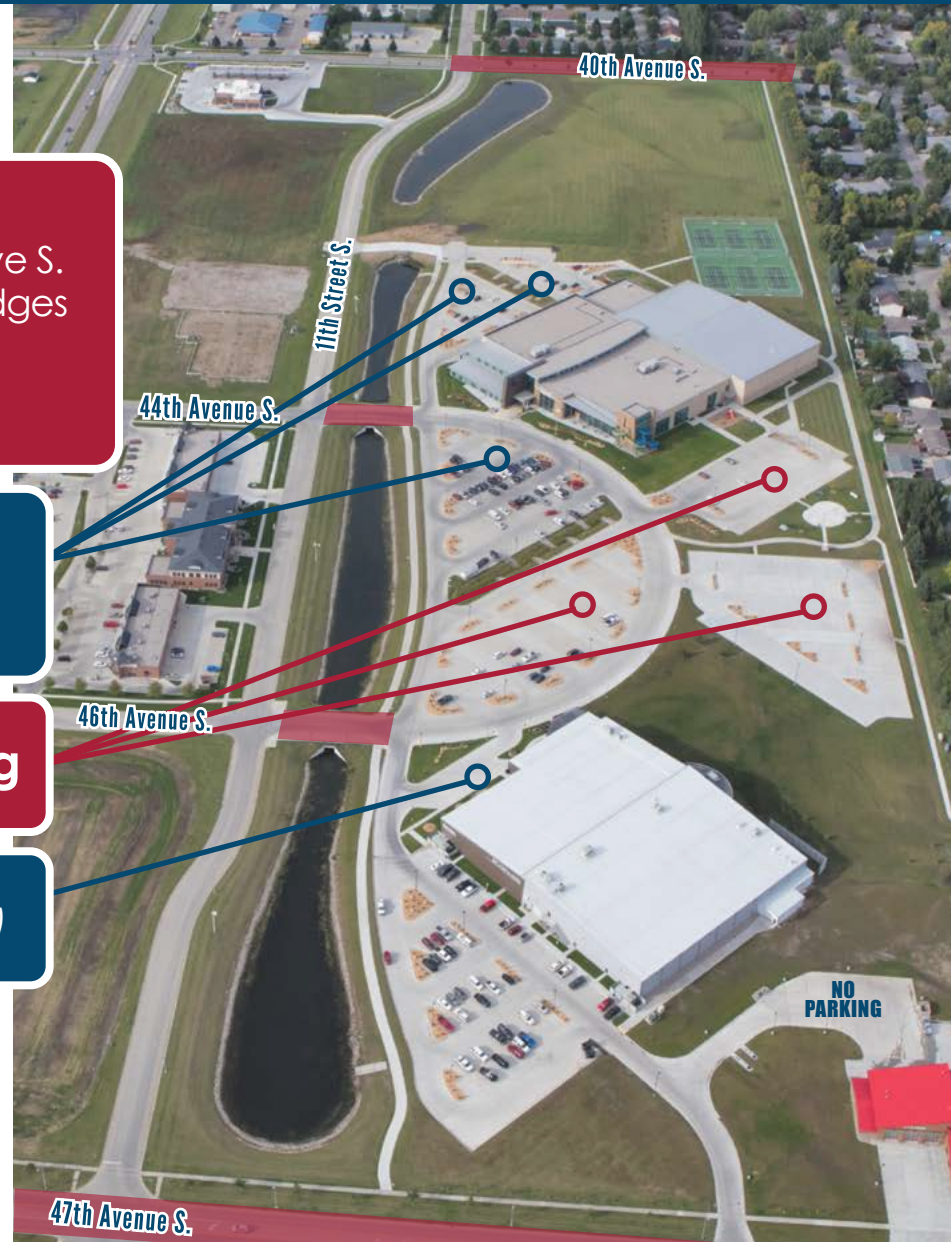 40th Avenue S.
ve S.
dges
11th Street S.
44th Avenue S.
46th Avenue S.
g
g
NO
PARKING
47th Avenue S.